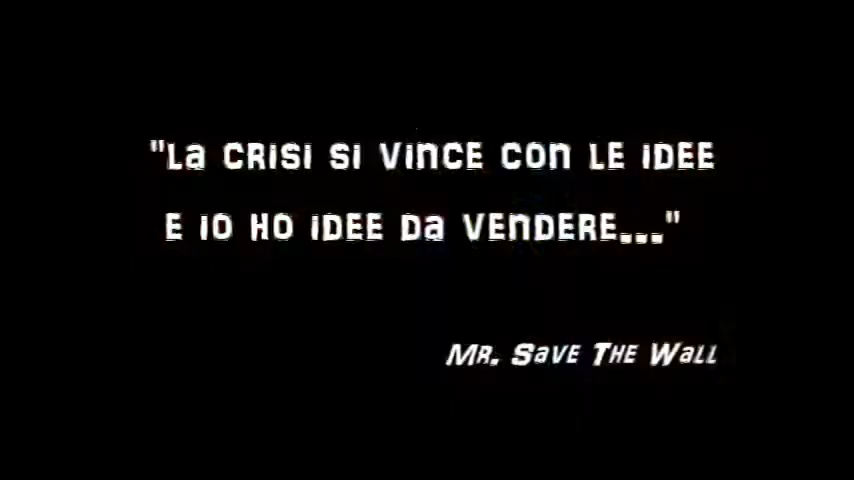 "La crisi si vince con le idee
e io ho idee da vendere..."
Mr. Save The Wall